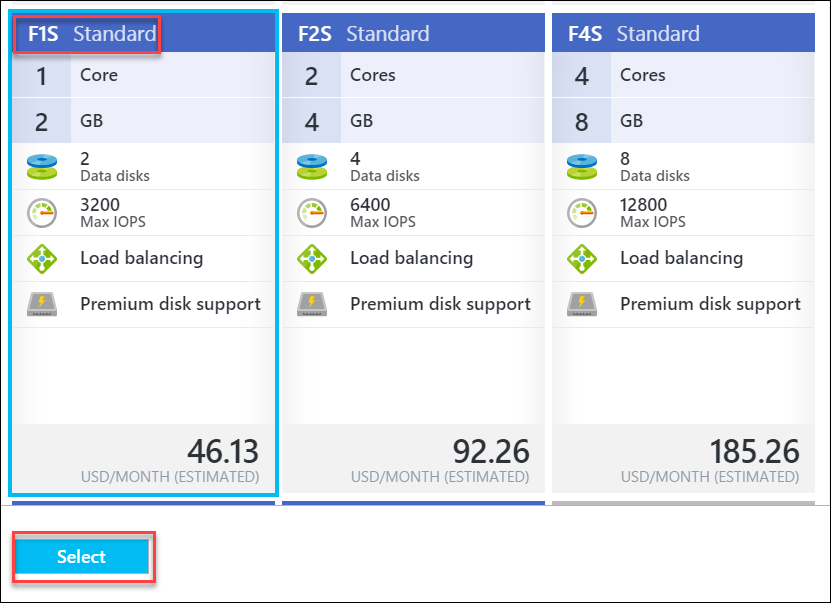 F1S Standard
1 Core
2 GB
2
Data disks
3200
Max IOPS
Load balancing
Premium disk support
46.13
USD/MONTH (ESTIMATED)
F2S Standard
2 Cores
4 GB
4
Data disks
6400
Max IOPS
Load balancing
Premium disk support
92.26
USD/MONTH (ESTIMATED)
F4S Standard
4 Cores
8 GB
8
Data disks
12800
Max IOPS
Load balancing
Premium disk support
185.26
USD/MONTH (ESTIMATED)
Select